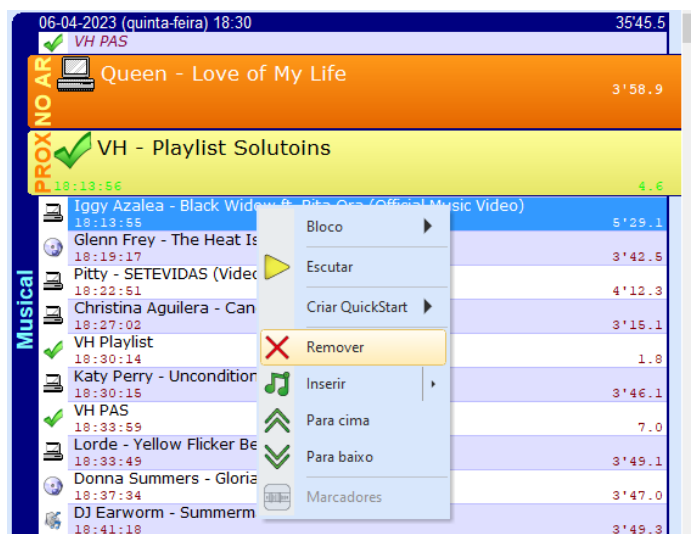 06-04-2023 (quinta-feira) 18:30 35'45.5
VH PAS
NO AR
Queen - Love of My Life
3'58.9
PROX
VH - Playlist Solutoins
18:13:56 4.6
Musical
Iggy Azalea - Black Widow ft. Rita Ora (Official Music Video)
18:13:55 5'29.1
Glenn Frey - The Heat Is
18:19:17 3'42.5
Pitty - SETEVIDAS (Videc
18:22:51 4'12.3
Christina Aguilera - Can
18:27:02 3'15.1
VH Playlist
18:30:14 1.8
Katy Perry - Uncondition
18:30:15 3'46.1
VH PAS
18:33:59 7.0
Lorde - Yellow Flicker Be
18:33:49 3'49.1
Donna Summers - Gloria
18:37:34 3'47.0
DJ Earworm - Summerm
18:41:18 3'49.3
Bloco
Escutar
Criar QuickStart
Remover
Inserir
Para cima
Para baixo
Marcadores